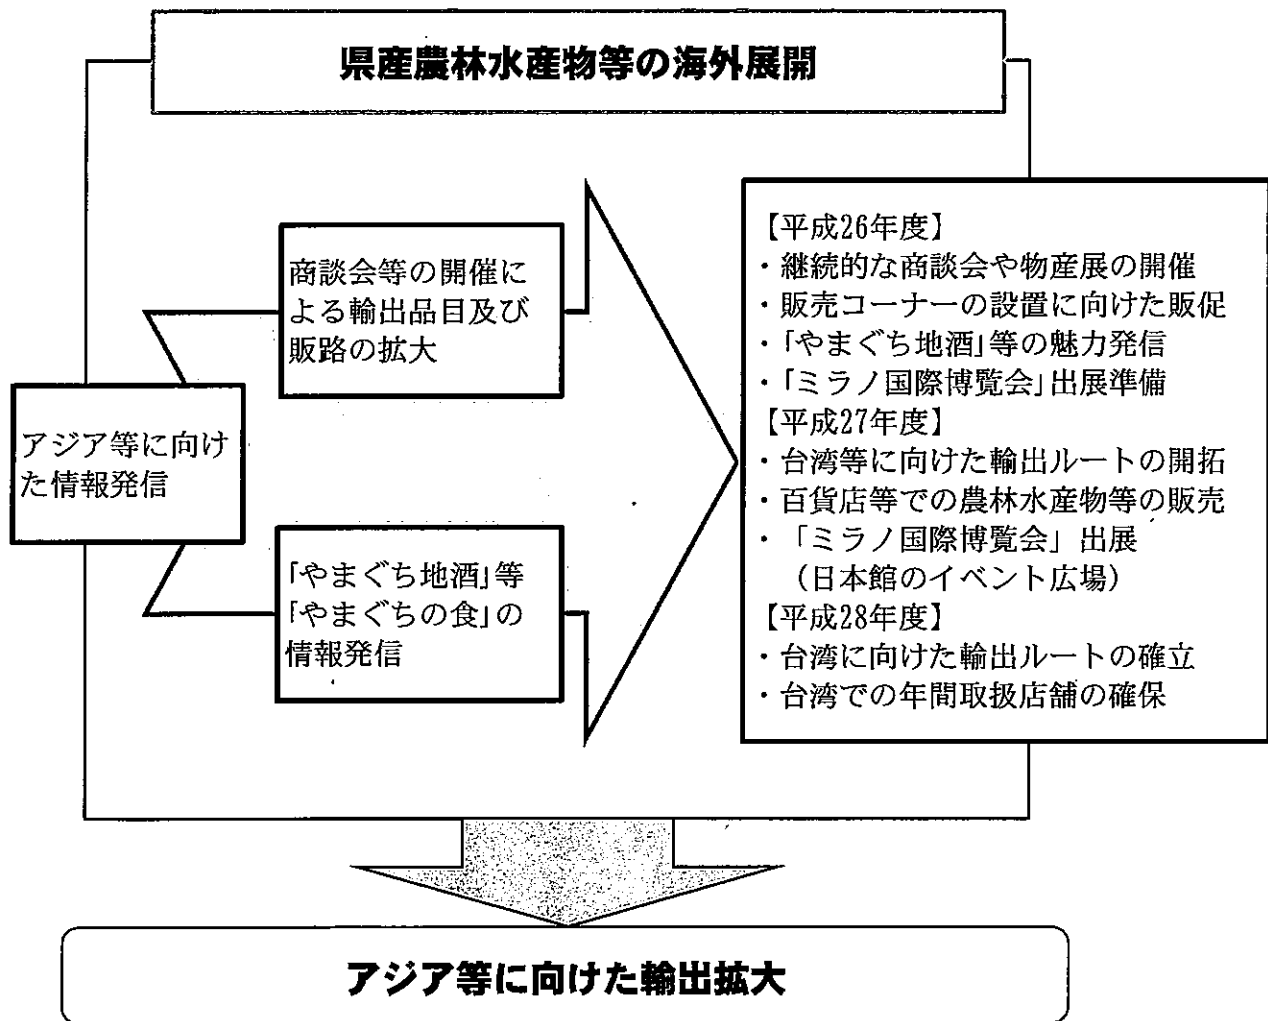 県産農林水産物等の海外展開
アジア等に向け
た情報発信
商談会等の開催に
よる輸出品目及び
販路の拡大
「やまぐち地酒」等
「やまぐちの食」の
情報発信
【平成26年度】
・継続的な商談会や物産展の開催
・販売コーナーの設置に向けた販促
・「やまぐち地酒」等の魅力発信
・「ミラノ国際博覧会」出展準備
【平成27年度】
・台湾等に向けた輸出ルートの開拓
・百貨店等での農林水産物等の販売
・「ミラノ国際博覧会」出展
(日本館のイベント広場)
【平成28年度】
・台湾に向けた輸出ルートの確立
・台湾での年間取扱店舗の確保
アジア等に向けた輸出拡大